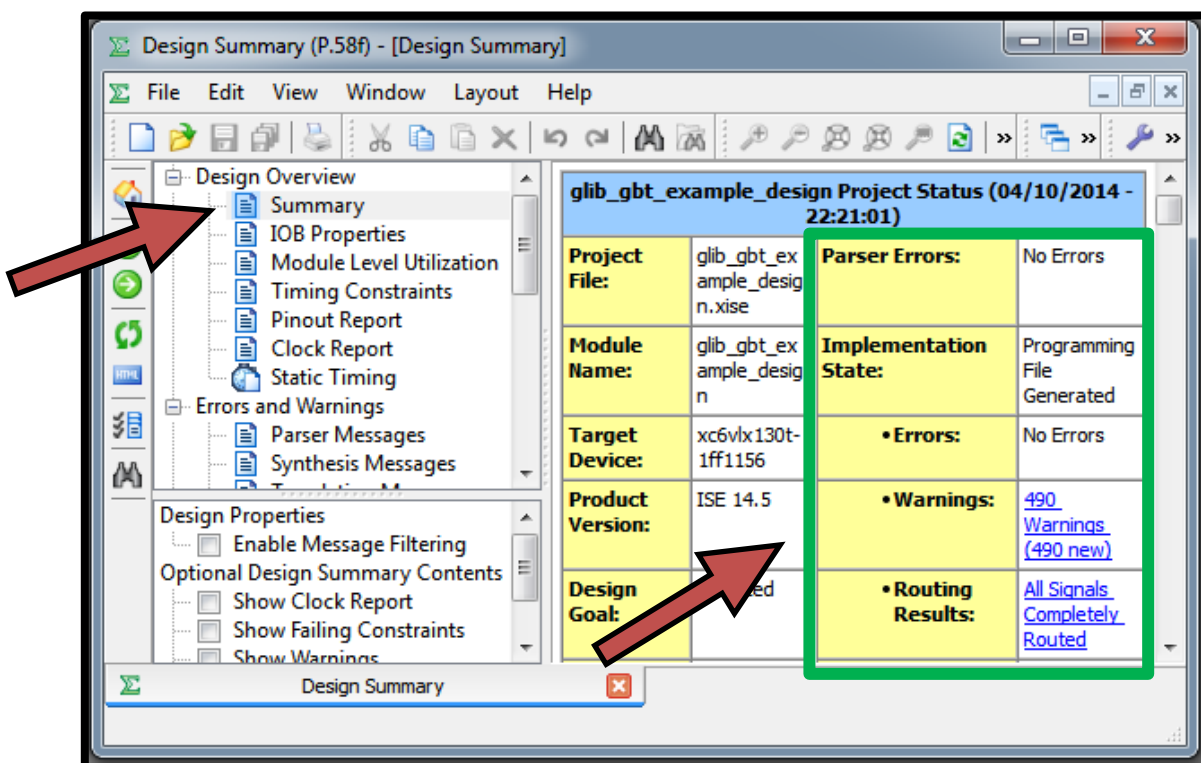 Design Summary (P.58f) - [Design Summary]
File Edit View Window Layout Help
Design Overview
Summary
IOB Properties
Module Level Utilization
Timing Constraints
Pinout Report
Clock Report
Static Timing
Errors and Warnings
Parser Messages
Synthesis Messages
Design Properties
Enable Message Filtering
Optional Design Summary Contents
Show Clock Report
Show Failing Constraints
Show Warnings
glib_gbt_example_design Project Status (04/10/2014 -
22:21:01)
Project
File:
glib_gbt_ex
ample_desig
n.xise
Parser Errors:
No Errors
Module
Name:
glib_gbt_ex
ample_desig
n
Implementation
State:
Programming
File
Generated
Target
Device:
xc6vlx130t-
1ff1156
•Errors:
No Errors
Product
Version:
ISE 14.5
•Warnings:
490
Warnings
(490 new)
Design
Goal:
•Routing
Results:
All Signals
Completely
Routed
Design Summary
HTML